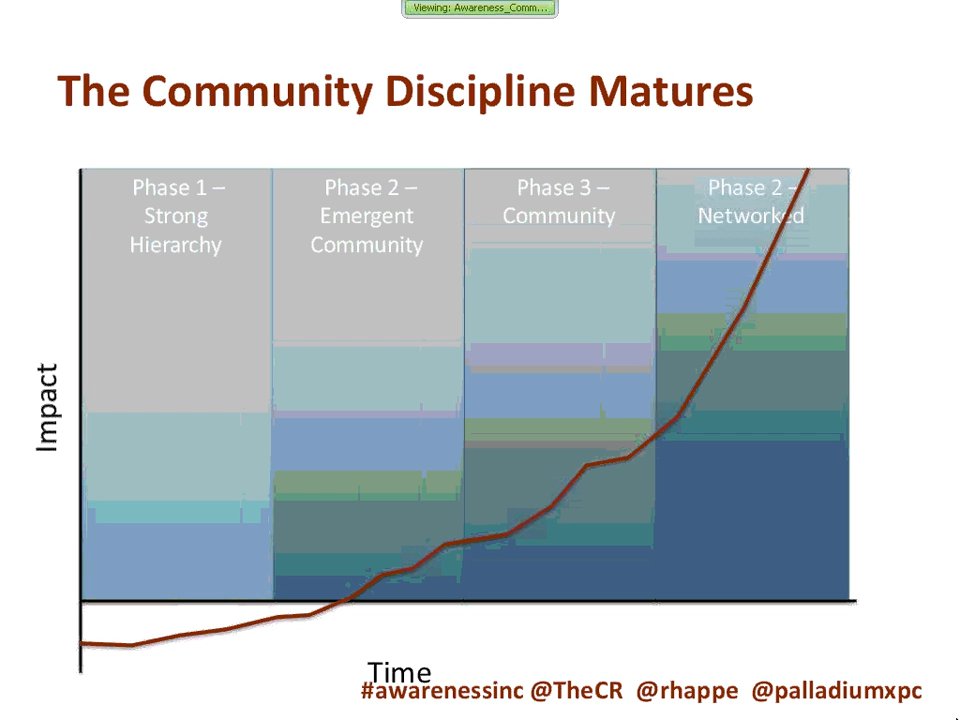 Viewing: Awareness_Comm...
The Community Discipline Matures
Phase 1 –
Strong
Hierarchy
Phase 2 –
Emergent
Community
Phase 3 –
Community
Phase 2 –
Networked
Impact
Time
#awarenessinc @TheCR @rhappe @palladiumxpc